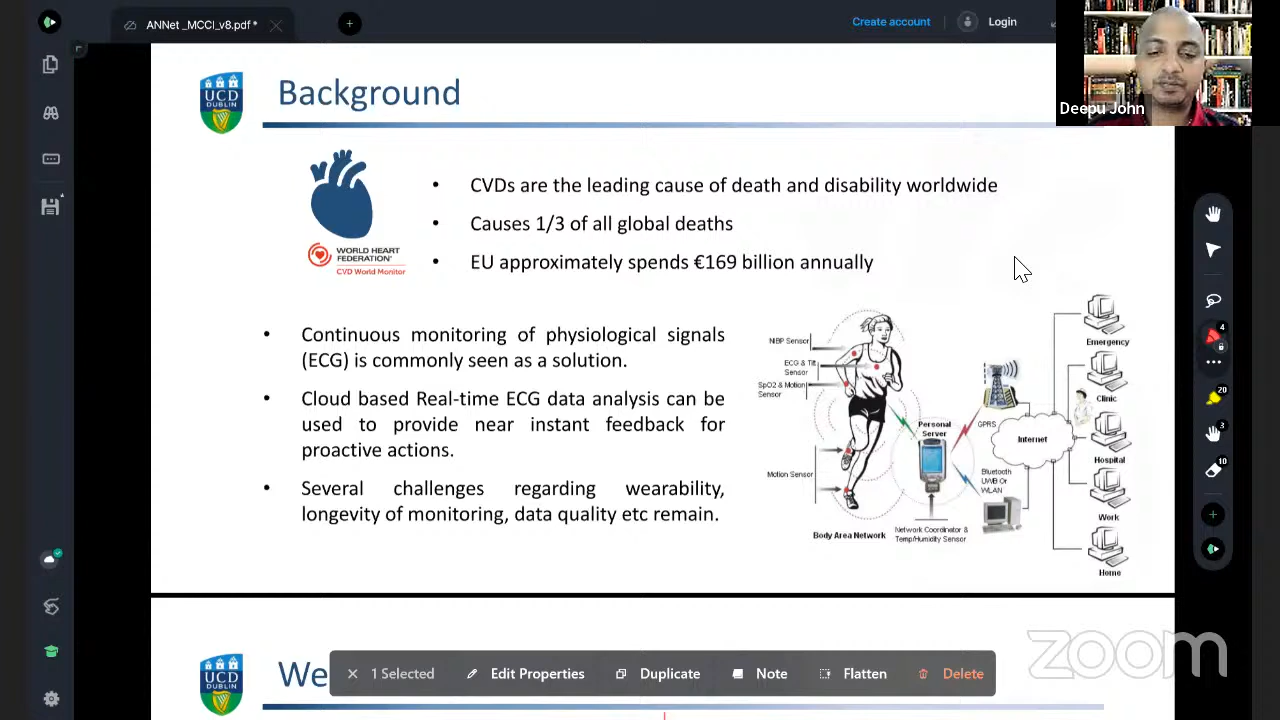 ANNet _MCCI_v8.pdf *
Create account
Login
Deepu John
UCD
DUBLIN
Background
WORLD HEART
FEDERATION®
CVD World Monitor
• CVDs are the leading cause of death and disability worldwide
• Causes 1/3 of all global deaths
• EU approximately spends €169 billion annually
• Continuous monitoring of physiological signals
(ECG) is commonly seen as a solution.
• Cloud based Real-time ECG data analysis can be
used to provide near instant feedback for
proactive actions.
• Several challenges regarding wearability,
longevity of monitoring, data quality etc remain.
NIBP Sensor
ECG & Tilt
Sensor
SpO2 & Motion
Sensor
Motion Sensor
Body Area Network
Personal
Server
Network Coordinator &
Temp/Humidity Sensor
GPRS
Bluetooth
UWB Or
WLAN
Internet
Emergency
Clinic
Hospital
Work
Home
4
20
3
10
UCD
DUBLIN
We
1 Selected
Edit Properties
Duplicate
Note
Flatten
Delete
zoom